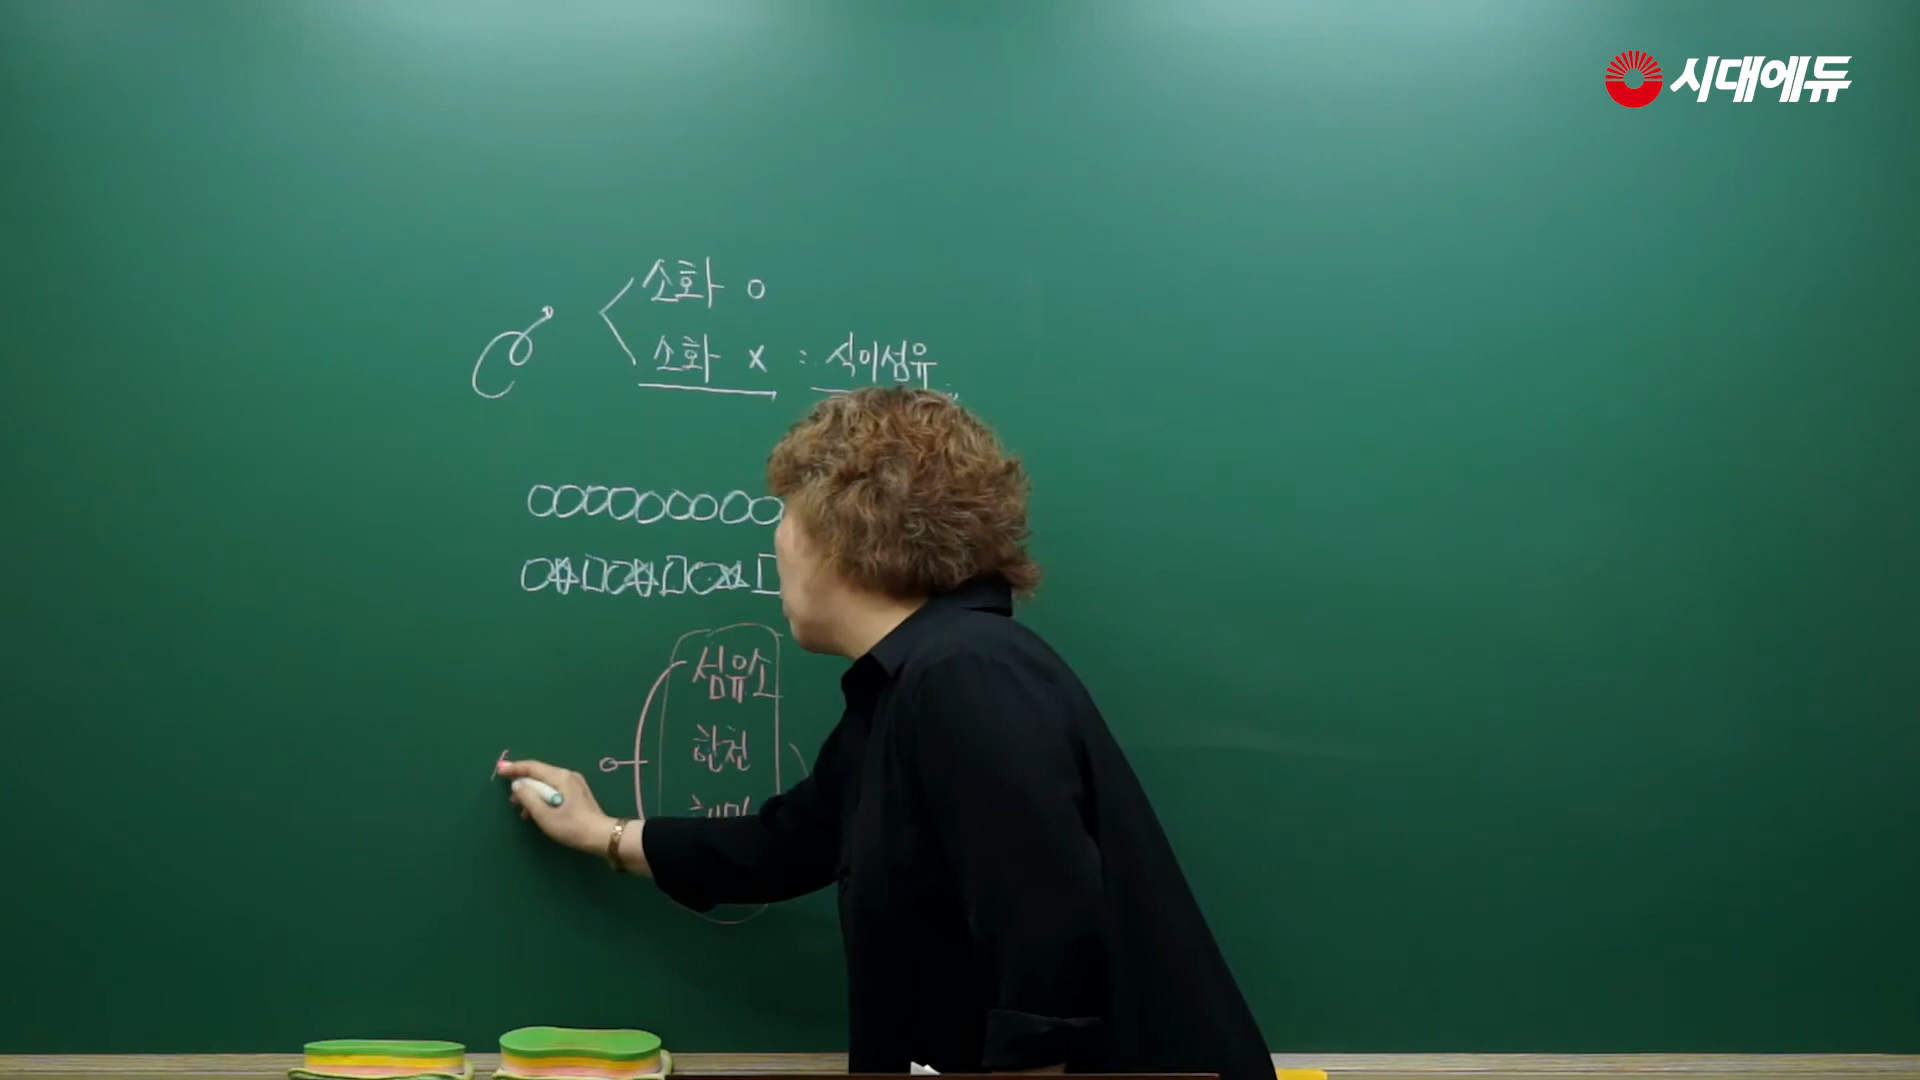 시대에듀
소화 o
소화 x : 식이섬유
섬유소
한천